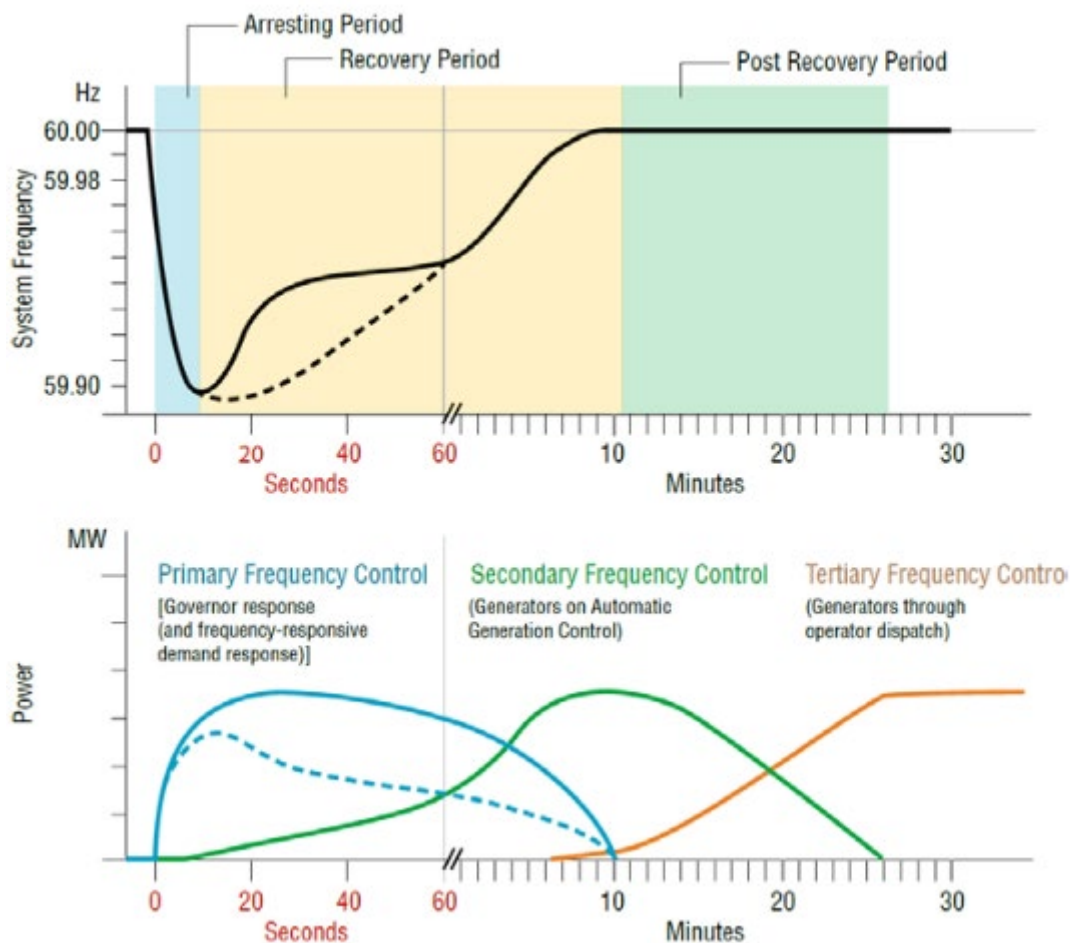 Arresting Period
Recovery Period
Post Recovery Period
Hz
60.00
59.98
59.90
System Frequency
0 20 40 60 10 20 30
Seconds Minutes
MW
Primary Frequency Control
[Governor response
(and frequency-responsive
demand response)]
Secondary Frequency Control
(Generators on Automatic
Generation Control)
Tertiary Frequency Contro
(Generators through
operator dispatch)
Power
0 20 40 60 10 20 30
Seconds Minutes